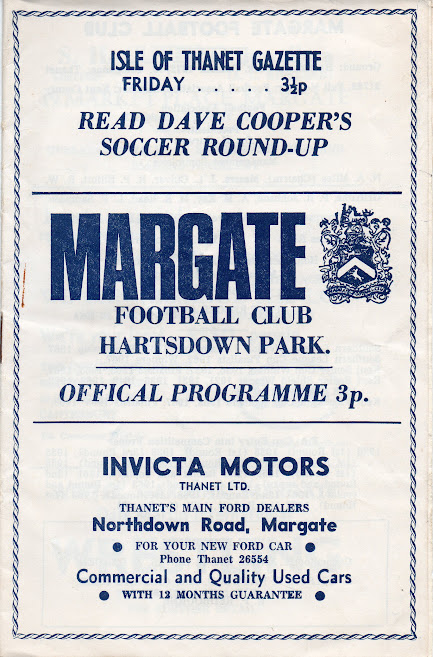 ISLE OF THANET GAZETTE
FRIDAY . . . . . 3½p
READ DAVE COOPER'S
SOCCER ROUND-UP
MARGATE
FOOTBALL CLUB
HARTSDOWN PARK.
OFFICAL PROGRAMME 3p.
INVICTA MOTORS
THANET LTD.
THANET'S MAIN FORD DEALERS
Northdown Road, Margate
● FOR YOUR NEW FORD CAR ●
Phone Thanet 26554
Commercial and Quality Used Cars
● WITH 12 MONTHS GUARANTEE ●